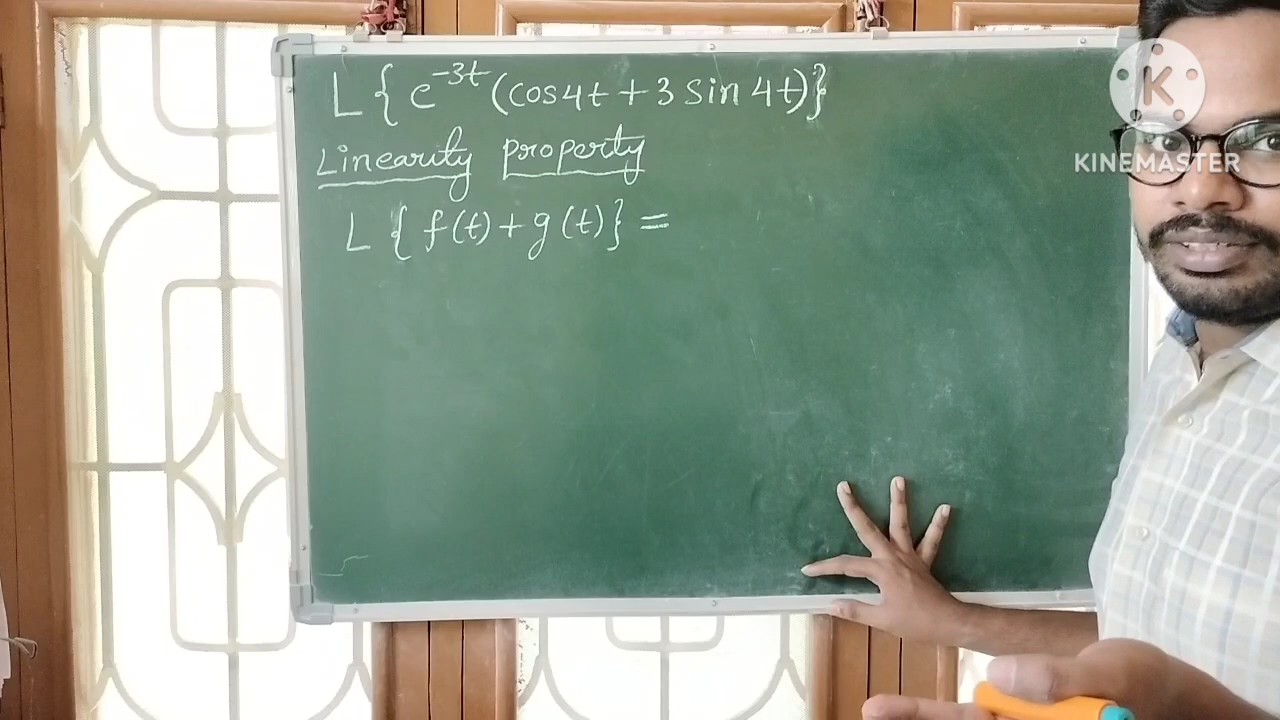 L{e^-3t (cos4t + 3 sin 4t)}
Linearity property
L {f(t) + g(t)} =
K
KINEMASTER